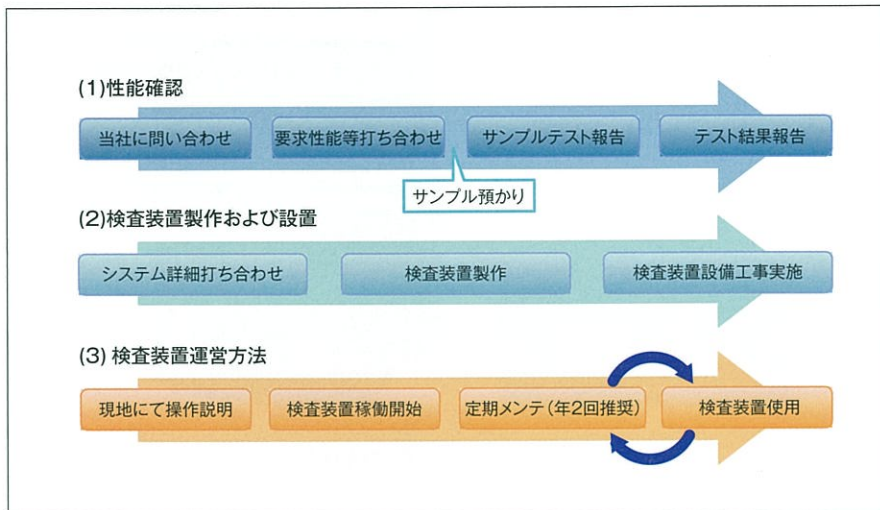 (1)性能確認
当社に問い合わせ
要求性能等打ち合わせ
サンプルテスト報告
テスト結果報告
サンプル預かり
(2)検査装置製作および設置
システム詳細打ち合わせ
検査装置製作
検査装置設備工事実施
(3) 検査装置運営方法
現地にて操作説明
検査装置稼働開始
定期メンテ(年2回推奨)
検査装置使用